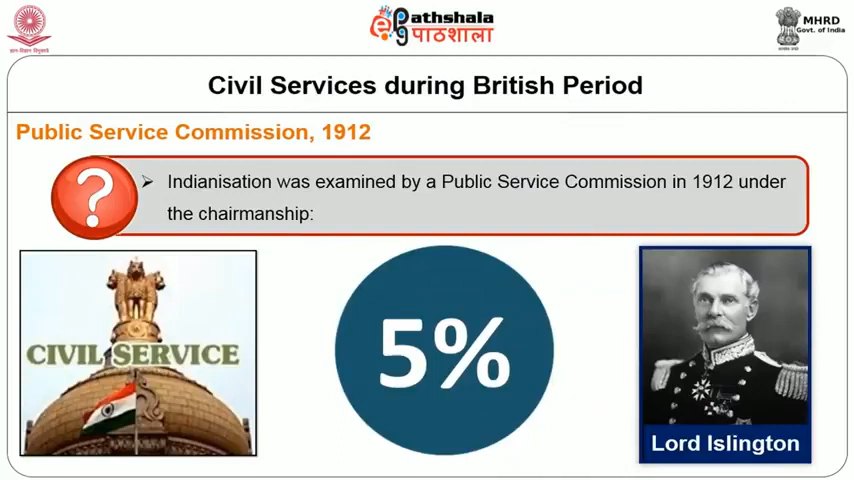 ePathshala
पाठशाला
MHRD
Govt. of India
Civil Services during British Period
Public Service Commission, 1912
?
➤ Indianisation was examined by a Public Service Commission in 1912 under
the chairmanship:
CIVIL SERVICE
5%
Lord Islington